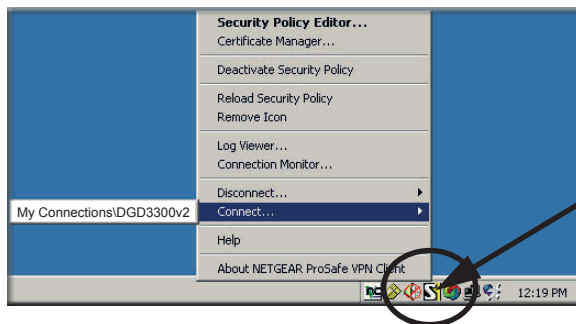 Security Policy Editor...
Certificate Manager...
Deactivate Security Policy
Reload Security Policy
Remove Icon
Log Viewer...
Connection Monitor...
Disconnect...
My Connections\DGD3300v2
Connect...
Help
About NETGEAR ProSafe VPN Client
12:19 PM